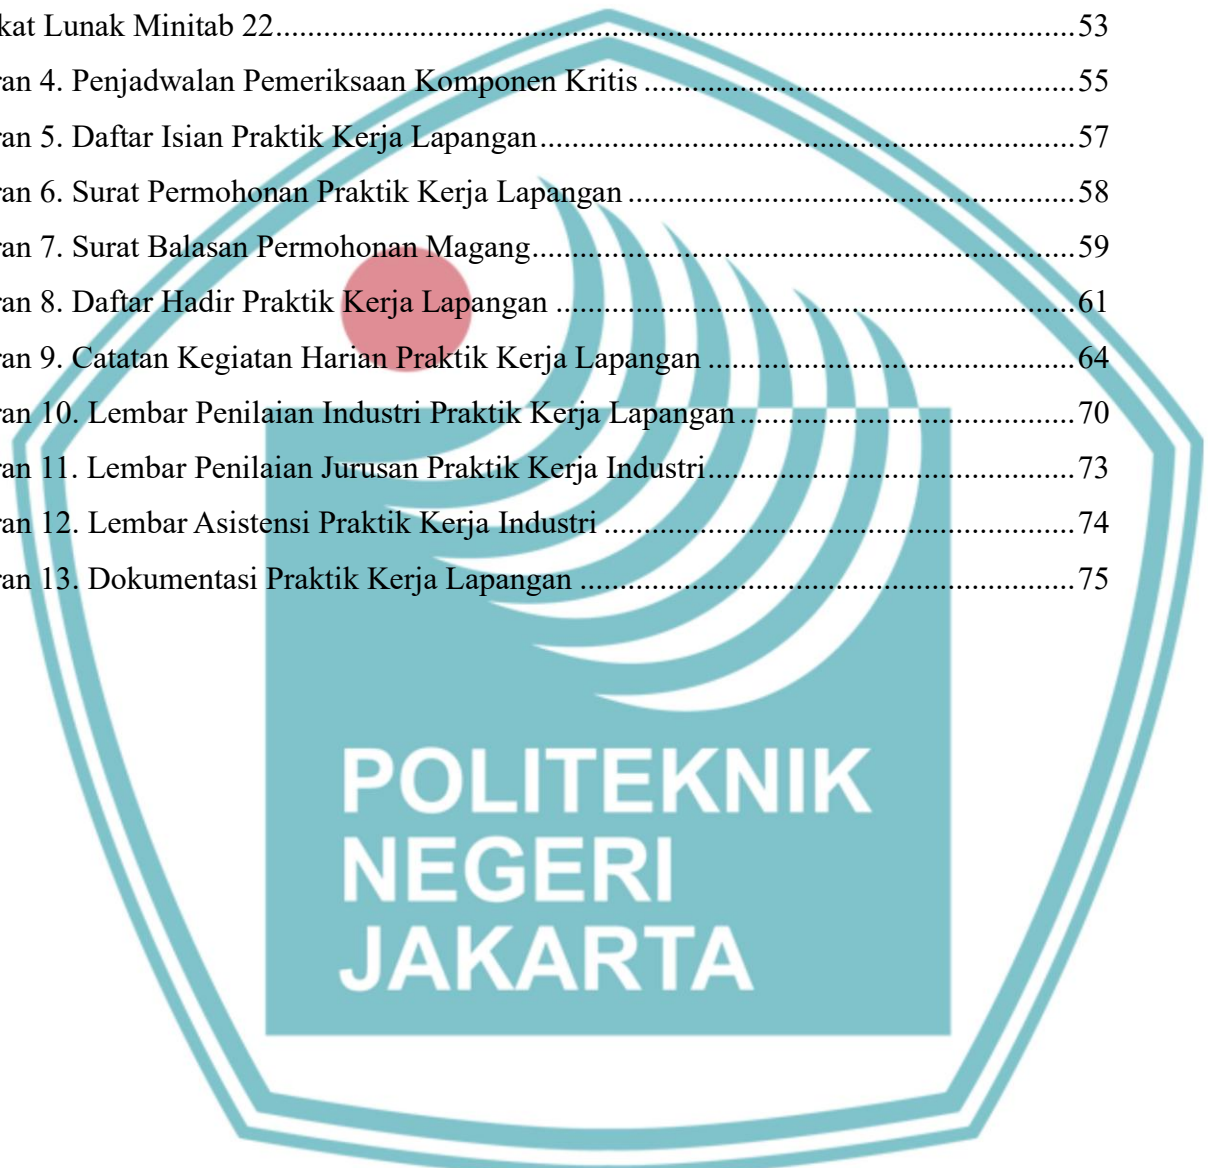 kat Lunak Minitab 22.......................................................................................................53
ran 4. Penjadwalan Pemeriksaan Komponen Kritis .......................................................55
ran 5. Daftar Isian Praktik Kerja Lapangan....................................................................57
ran 6. Surat Permohonan Praktik Kerja Lapangan .........................................................58
ran 7. Surat Balasan Permohonan Magang.....................................................................59
ran 8. Daftar Hadir Praktik Kerja Lapangan ..................................................................61
ran 9. Catatan Kegiatan Harian Praktik Kerja Lapangan ...............................................64
ran 10. Lembar Penilaian Industri Praktik Kerja Lapangan ...........................................70
ran 11. Lembar Penilaian Jurusan Praktik Kerja Industri...............................................73
ran 12. Lembar Asistensi Praktik Kerja Industri ............................................................74
ran 13. Dokumentasi Praktik Kerja Lapangan ...............................................................75
POLITEKNIK
NEGERI
JAKARTA